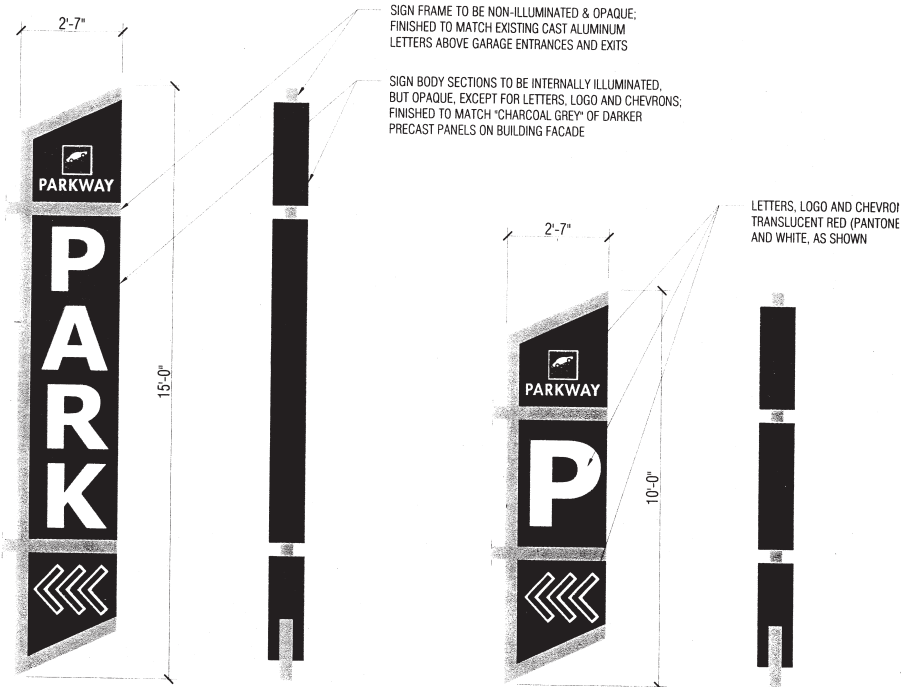 2'-7"
SIGN FRAME TO BE NON-ILLUMINATED & OPAQUE;
FINISHED TO MATCH EXISTING CAST ALUMINUM
LETTERS ABOVE GARAGE ENTRANCES AND EXITS
SIGN BODY SECTIONS TO BE INTERNALLY ILLUMINATED,
BUT OPAQUE, EXCEPT FOR LETTERS, LOGO AND CHEVRONS;
FINISHED TO MATCH "CHARCOAL GREY" OF DARKER
PRECAST PANELS ON BUILDING FACADE
PARKWAY
P
A
R
K
15'-0"
2'-7"
LETTERS, LOGO AND CHEVRON
TRANSLUCENT RED (PANTONE
AND WHITE, AS SHOWN
PARKWAY
P
10'-0"